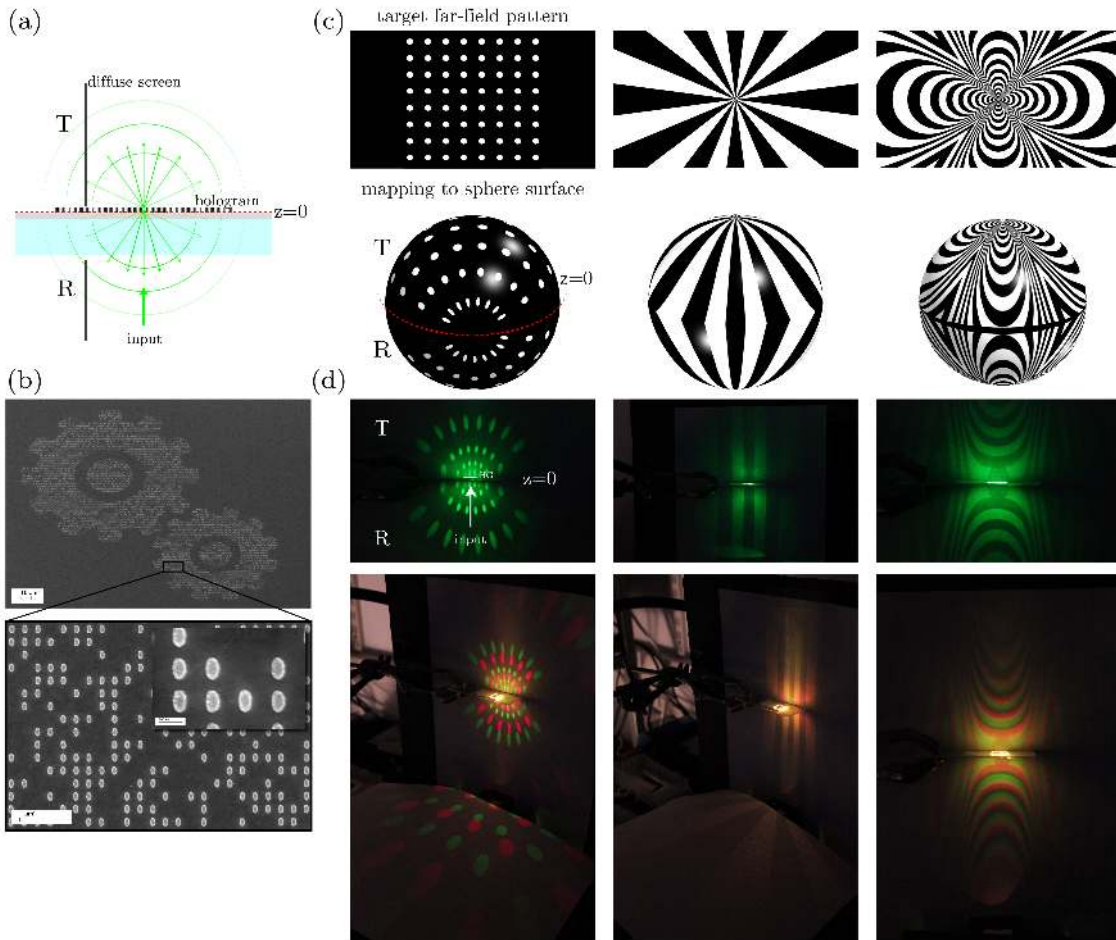 (a)
diffuse screen
T
hologram
z=0
R
input
(b)
(c)
target far-field pattern
mapping to sphere surface
T
z=0
R
(d)
T
z=0
R
input